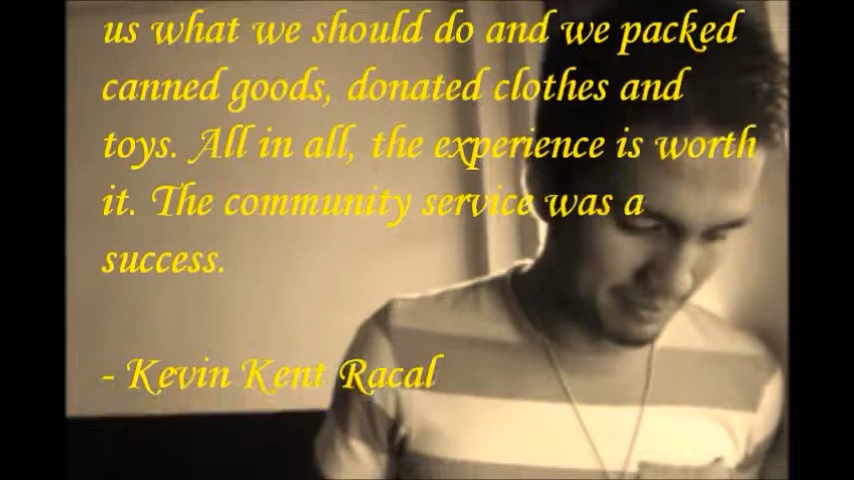 us what we should do and we packed
canned goods, donated clothes and
toys. All in all, the experience is worth
it. The community service was a
success.
- Kevin Kent Racal